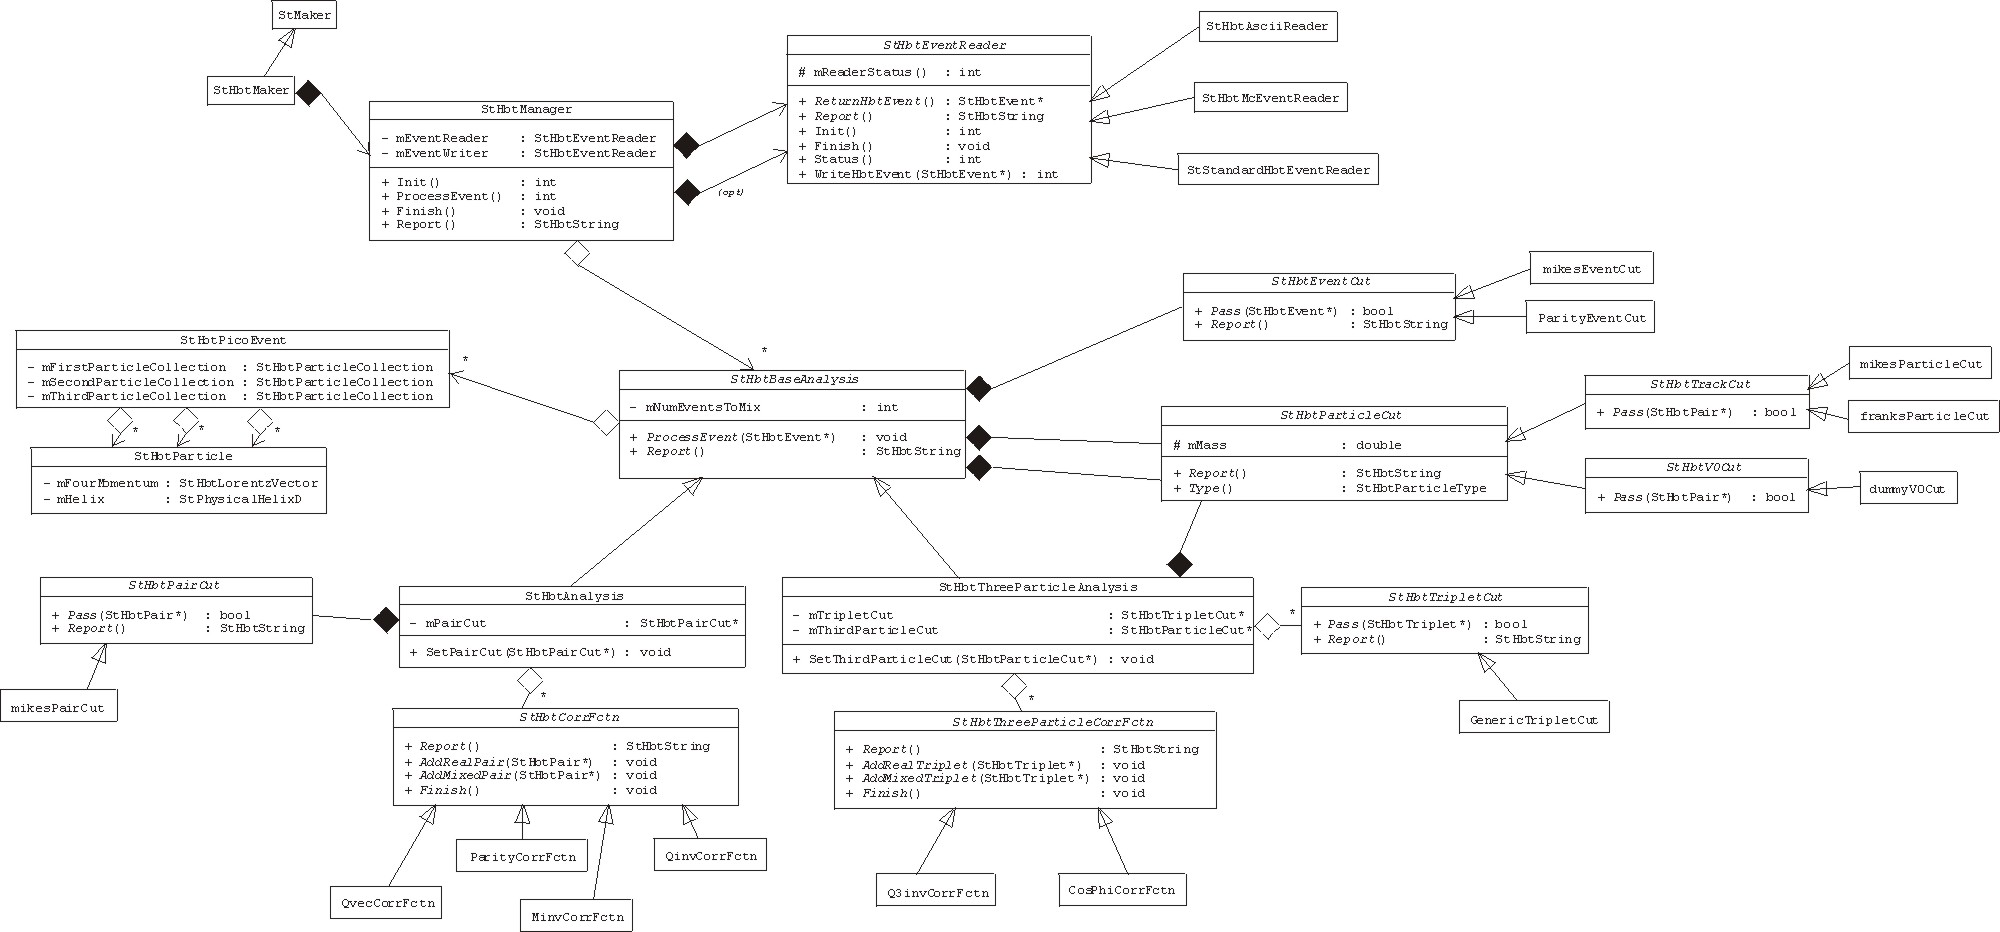 StMaker
StHbtMaker
StHbtManager
- mEventReader : StHbtEventReader
- mEventWriter : StHbtEventReader
+ Init() : int
+ ProcessEvent() : int
+ Finish() : void
+ Report() : StHbtString
(opt)
StHbtEventReader
# mReaderStatus() : int
+ ReturnHbtEvent() : StHbtEvent*
+ Report() : StHbtString
+ Init() : int
+ Finish() : void
+ Status() : int
+ WriteHbtEvent(StHbtEvent*) : int
StHbtAsciiReader
StHbtMcEventReader
StStandardHbtEventReader
StHbtPicoEvent
- mFirstParticleCollection : StHbtParticleCollection
- mSecondParticleCollection : StHbtParticleCollection
- mThirdParticleCollection : StHbtParticleCollection
*
* * *
StHbtParticle
- mFourMomentum : StHbtLorentzVector
- mHelix : StPhysicalHelixD
*
StHbtBaseAnalysis
- mNumEventsToMix : int
+ ProcessEvent(StHbtEvent*) : void
+ Report() : StHbtString
StHbtEventCut
+ Pass(StHbtEvent*) : bool
+ Report() : StHbtString
mikesEventCut
ParityEventCut
StHbtParticleCut
# mMass : double
+ Report() : StHbtString
+ Type() : StHbtParticleType
StHbtTrackCut
+ Pass(StHbtPair*) : bool
mikesParticleCut
franksParticleCut
StHbtV0Cut
+ Pass(StHbtPair*) : bool
dummyV0Cut
StHbtPairCut
+ Pass(StHbtPair*) : bool
+ Report() : StHbtString
mikesPairCut
StHbtAnalysis
- mPairCut : StHbtPairCut*
+ SetPairCut(StHbtPairCut*) : void
*
StHbtCorrFctn
+ Report() : StHbtString
+ AddRealPair(StHbtPair*) : void
+ AddMixedPair(StHbtPair*) : void
+ Finish() : void
QvecCorrFctn
ParityCorrFctn
MinvCorrFctn
QinvCorrFctn
StHbtThreeParticleAnalysis
- mTripletCut : StHbtTripletCut*
- mThirdParticleCut : StHbtParticleCut*
+ SetThirdParticleCut(StHbtParticleCut*) : void
*
*
StHbtTripletCut
+ Pass(StHbtTriplet*) : bool
+ Report() : StHbtString
GenericTripletCut
StHbtThreeParticleCorrFctn
+ Report() : StHbtString
+ AddRealTriplet(StHbtTriplet*) : void
+ AddMixedTriplet(StHbtTriplet*) : void
+ Finish() : void
Q3invCorrFctn
CosPhiCorrFctn